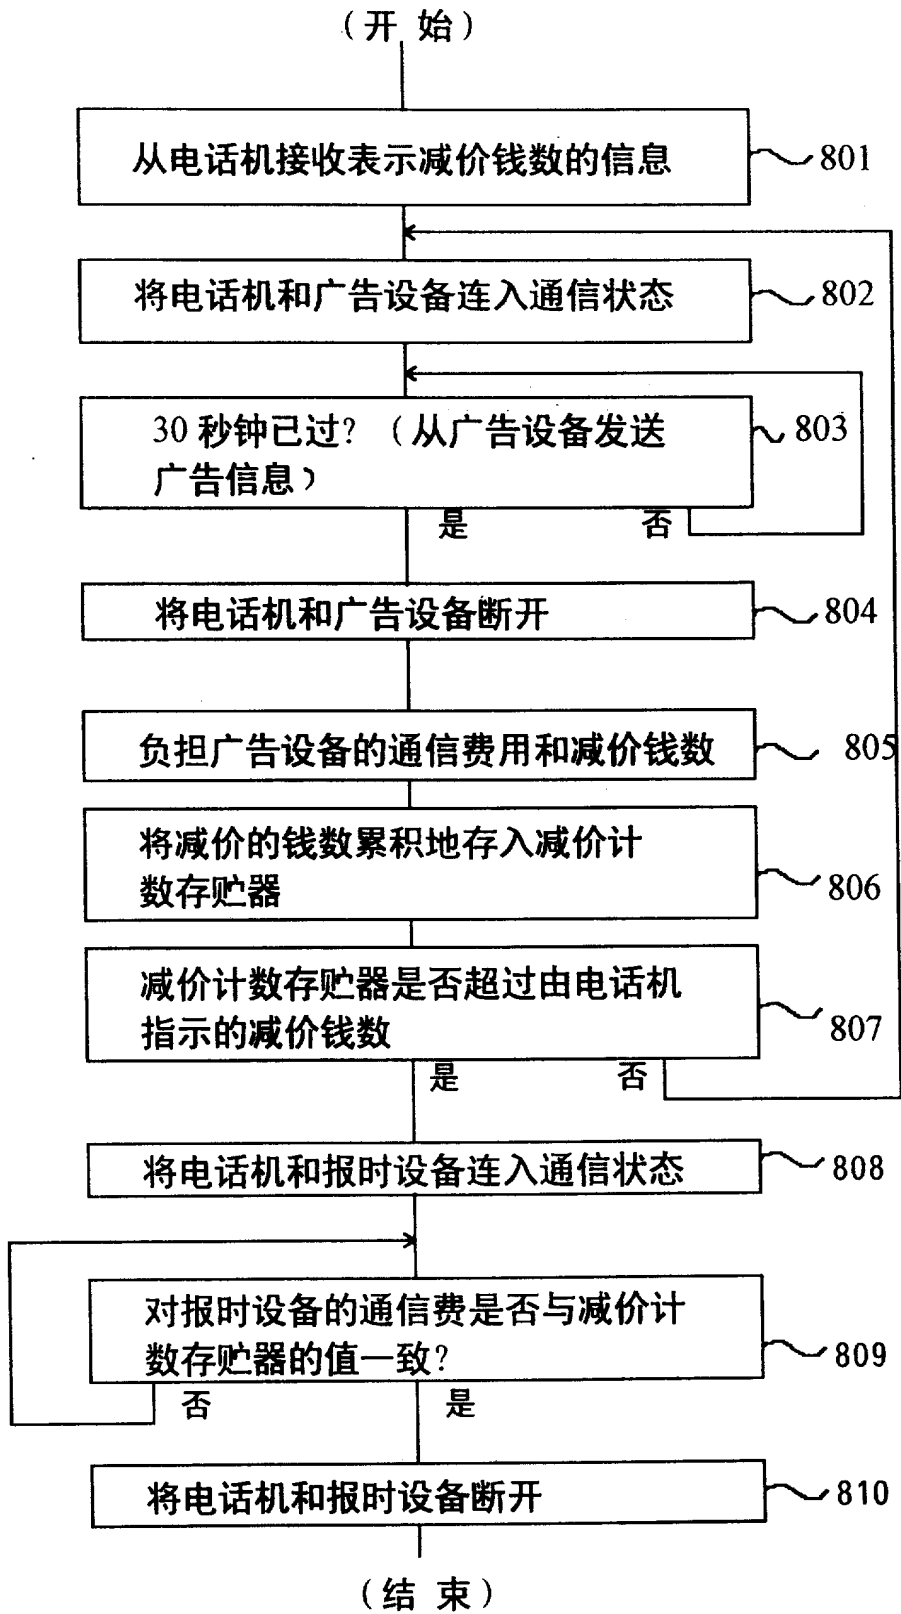 （开 始）
从电话机接收表示减价钱数的信息
801
将电话机和广告设备连入通信状态
802
30 秒钟已过？（从广告设备发送
广告信息）
803
是
否
将电话机和广告设备断开
804
负担广告设备的通信费用和减价钱数
805
将减价的钱数累积地存入减价计
数存贮器
806
减价计数存贮器是否超过由电话机
指示的减价钱数
807
是
否
将电话机和报时设备连入通信状态
808
对报时设备的通信费是否与减价计
数存贮器的值一致？
809
否
是
将电话机和报时设备断开
810
（结 束）